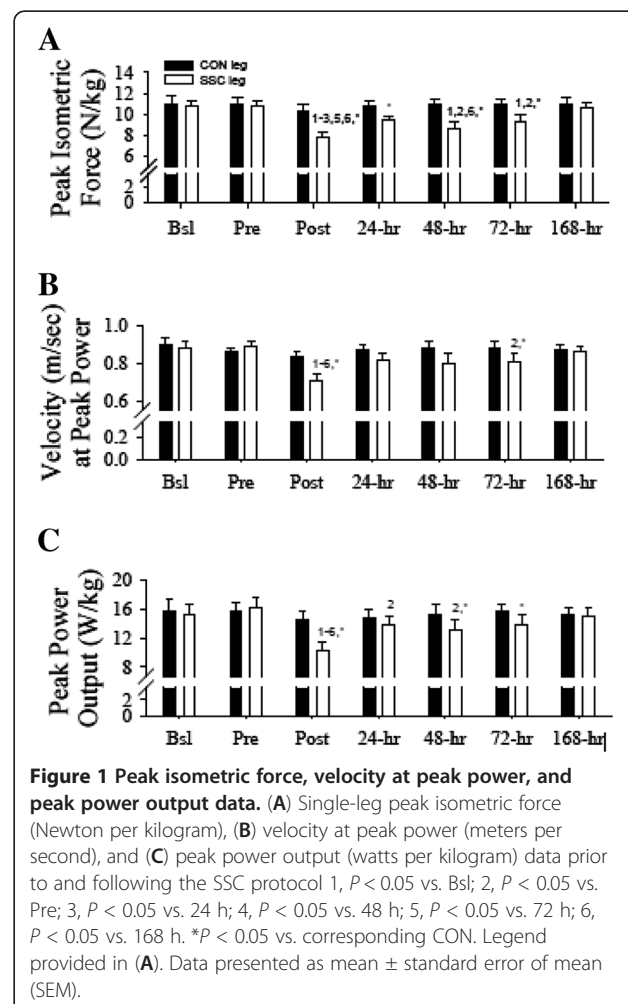 A
CON leg
SSC leg
Peak Isometric
Force (N/kg)
14
12
10
8
6
2
0
1-3,5,6,*
*
1,2,6,*
1,2,*
Bsl Pre Post 24-hr 48-hr 72-hr 168-hr
B
Velocity (m/sec)
at Peak Power
1.0
0.8
0.6
0.2
0.0
1-6,*
2,*
Bsl Pre Post 24-hr 48-hr 72-hr 168-hr
C
Peak Power
Output (W/kg)
20
16
12
8
2
0
1-6,*
2
2,*
*
Bsl Pre Post 24-hr 48-hr 72-hr 168-hr
Figure 1 Peak isometric force, velocity at peak power, and
peak power output data. (A) Single-leg peak isometric force
(Newton per kilogram), (B) velocity at peak power (meters per
second), and (C) peak power output (watts per kilogram) data prior
to and following the SSC protocol 1, P < 0.05 vs. Bsl; 2, P < 0.05 vs.
Pre; 3, P < 0.05 vs. 24 h; 4, P < 0.05 vs. 48 h; 5, P < 0.05 vs. 72 h; 6,
P < 0.05 vs. 168 h. *P < 0.05 vs. corresponding CON. Legend
provided in (A). Data presented as mean ± standard error of mean
(SEM).